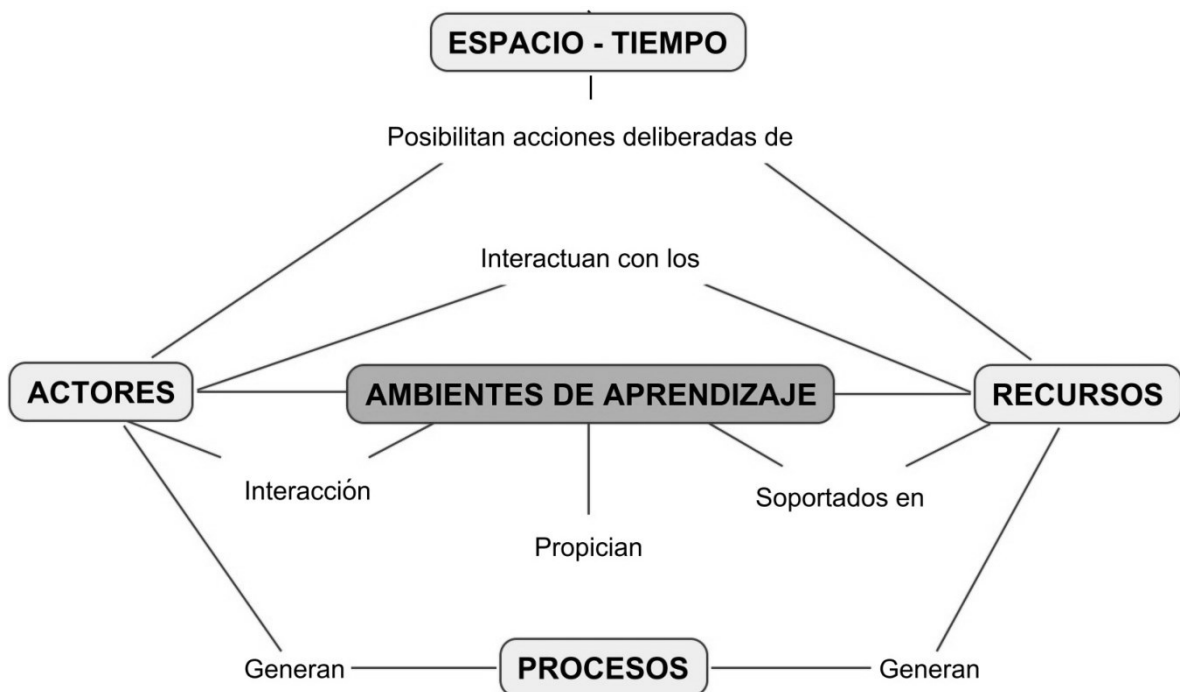 ESPACIO - TIEMPO
Posibilitan acciones deliberadas de
Interactuan con los
ACTORES
AMBIENTES DE APRENDIZAJE
RECURSOS
Interacción
Soportados en
Propician
Generan
PROCESOS
Generan